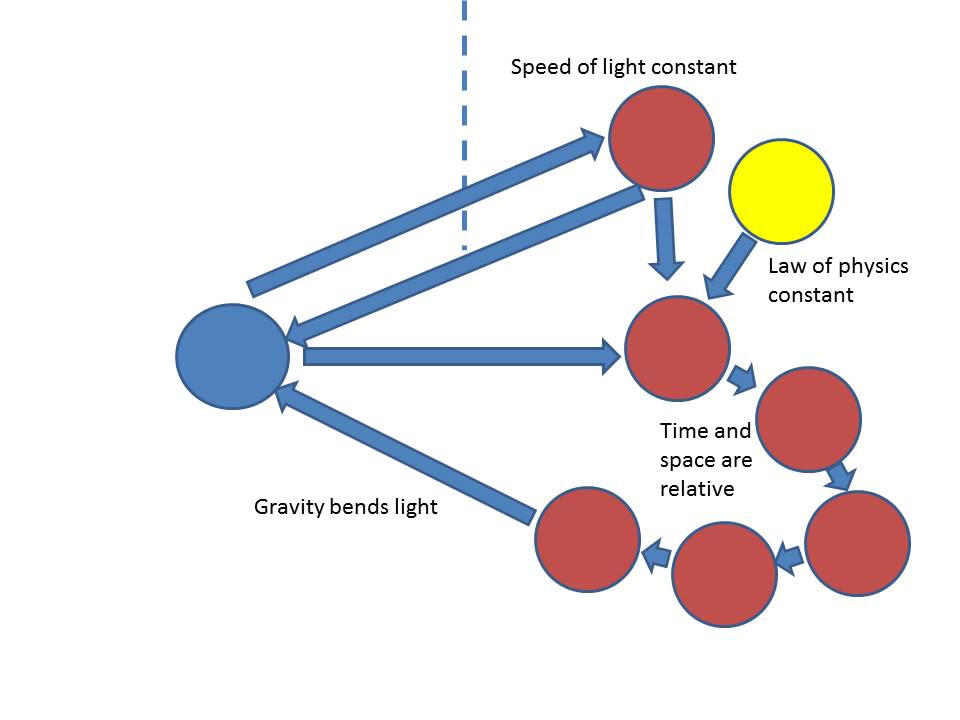 Speed of light constant
Law of physics
constant
Time and
space are
relative
Gravity bends light